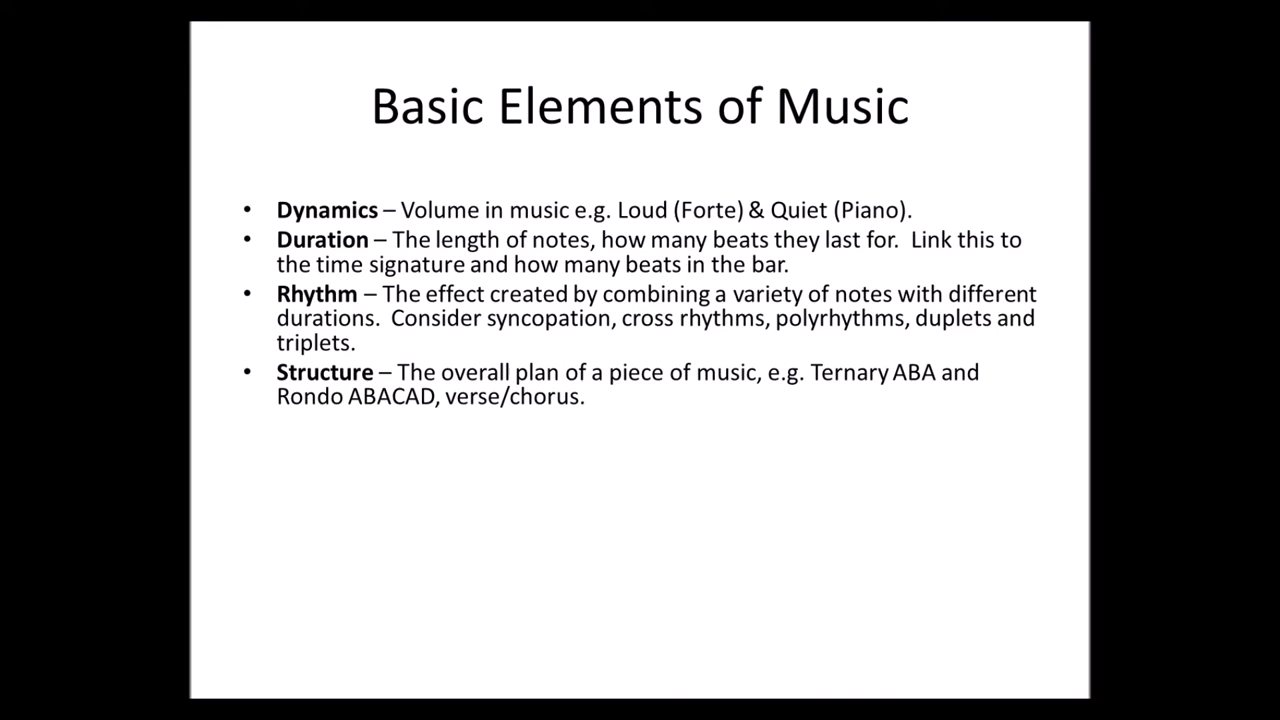 Basic Elements of Music
• Dynamics – Volume in music e.g. Loud (Forte) & Quiet (Piano).
• Duration – The length of notes, how many beats they last for.  Link this to
the time signature and how many beats in the bar.
• Rhythm – The effect created by combining a variety of notes with different
durations.  Consider syncopation, cross rhythms, polyrhythms, duplets and
triplets.
• Structure – The overall plan of a piece of music, e.g. Ternary ABA and
Rondo ABACAD, verse/chorus.